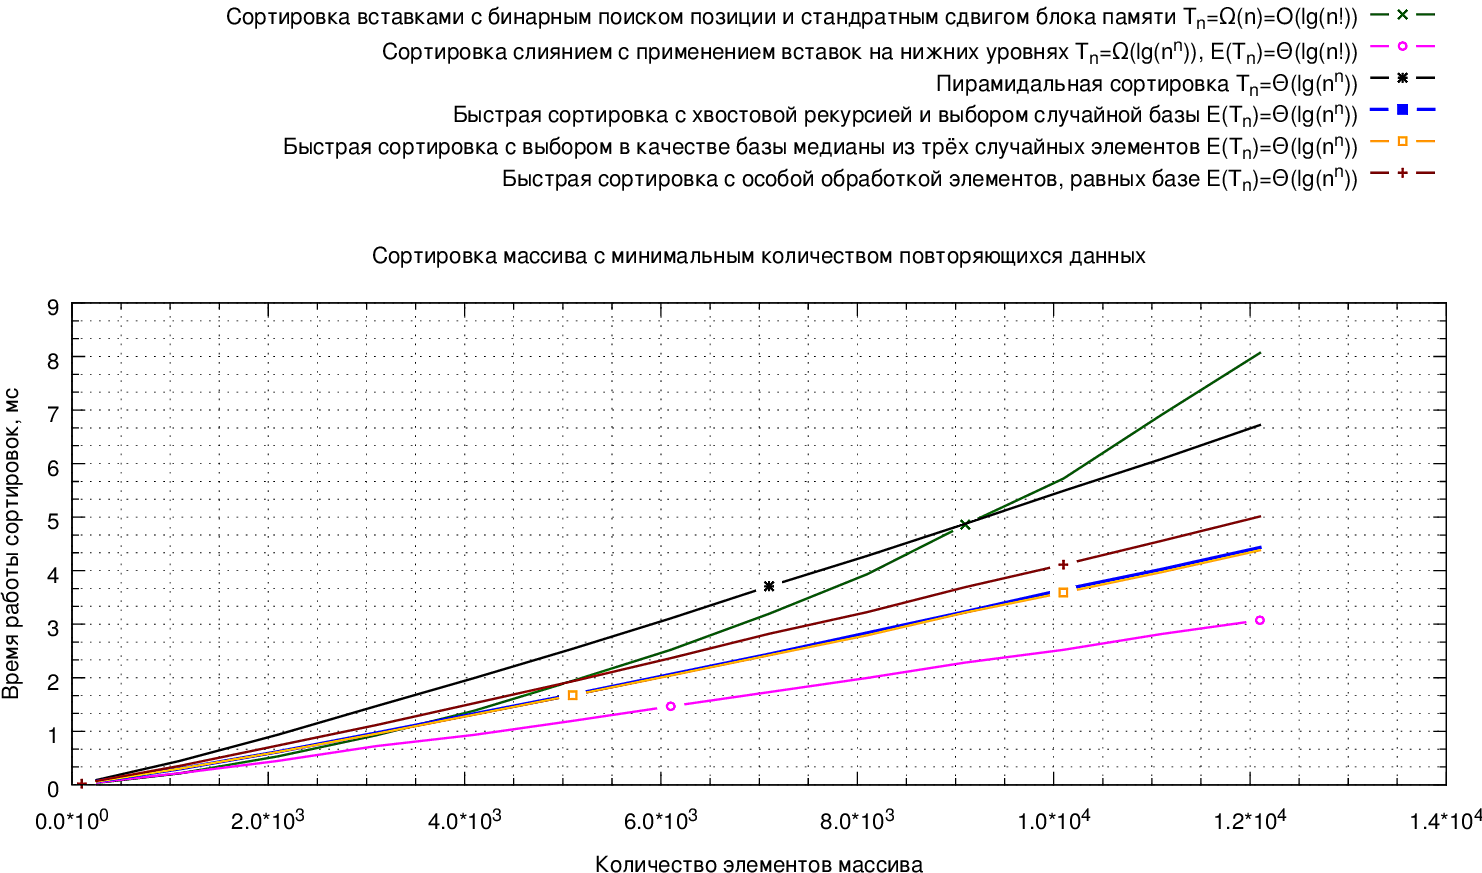 Сортировка вставками с бинарным поиском позиции и стандратным сдвигом блока памяти Tₙ=Ω(n)=O(lg(n!))
Сортировка слиянием с применением вставок на нижних уровнях Tₙ=Ω(lg(nⁿ)), E(Tₙ)=Θ(lg(n!))
Пирамидальная сортировка Tₙ=Θ(lg(nⁿ))
Быстрая сортировка с хвостовой рекурсией и выбором случайной базы E(Tₙ)=Θ(lg(nⁿ))
Быстрая сортировка с выбором в качестве базы медианы из трёх случайных элементов E(Tₙ)=Θ(lg(nⁿ))
Быстрая сортировка с особой обработкой элементов, равных базе E(Tₙ)=Θ(lg(nⁿ))
Сортировка массива с минимальным количеством повторяющихся данных
9
8
7
6
5
4
3
2
1
0
Время работы сортировок, мс
0.0*10⁰ 2.0*10³ 4.0*10³ 6.0*10³ 8.0*10³ 1.0*10⁴ 1.2*10⁴ 1.4*10⁴
Количество элементов массива